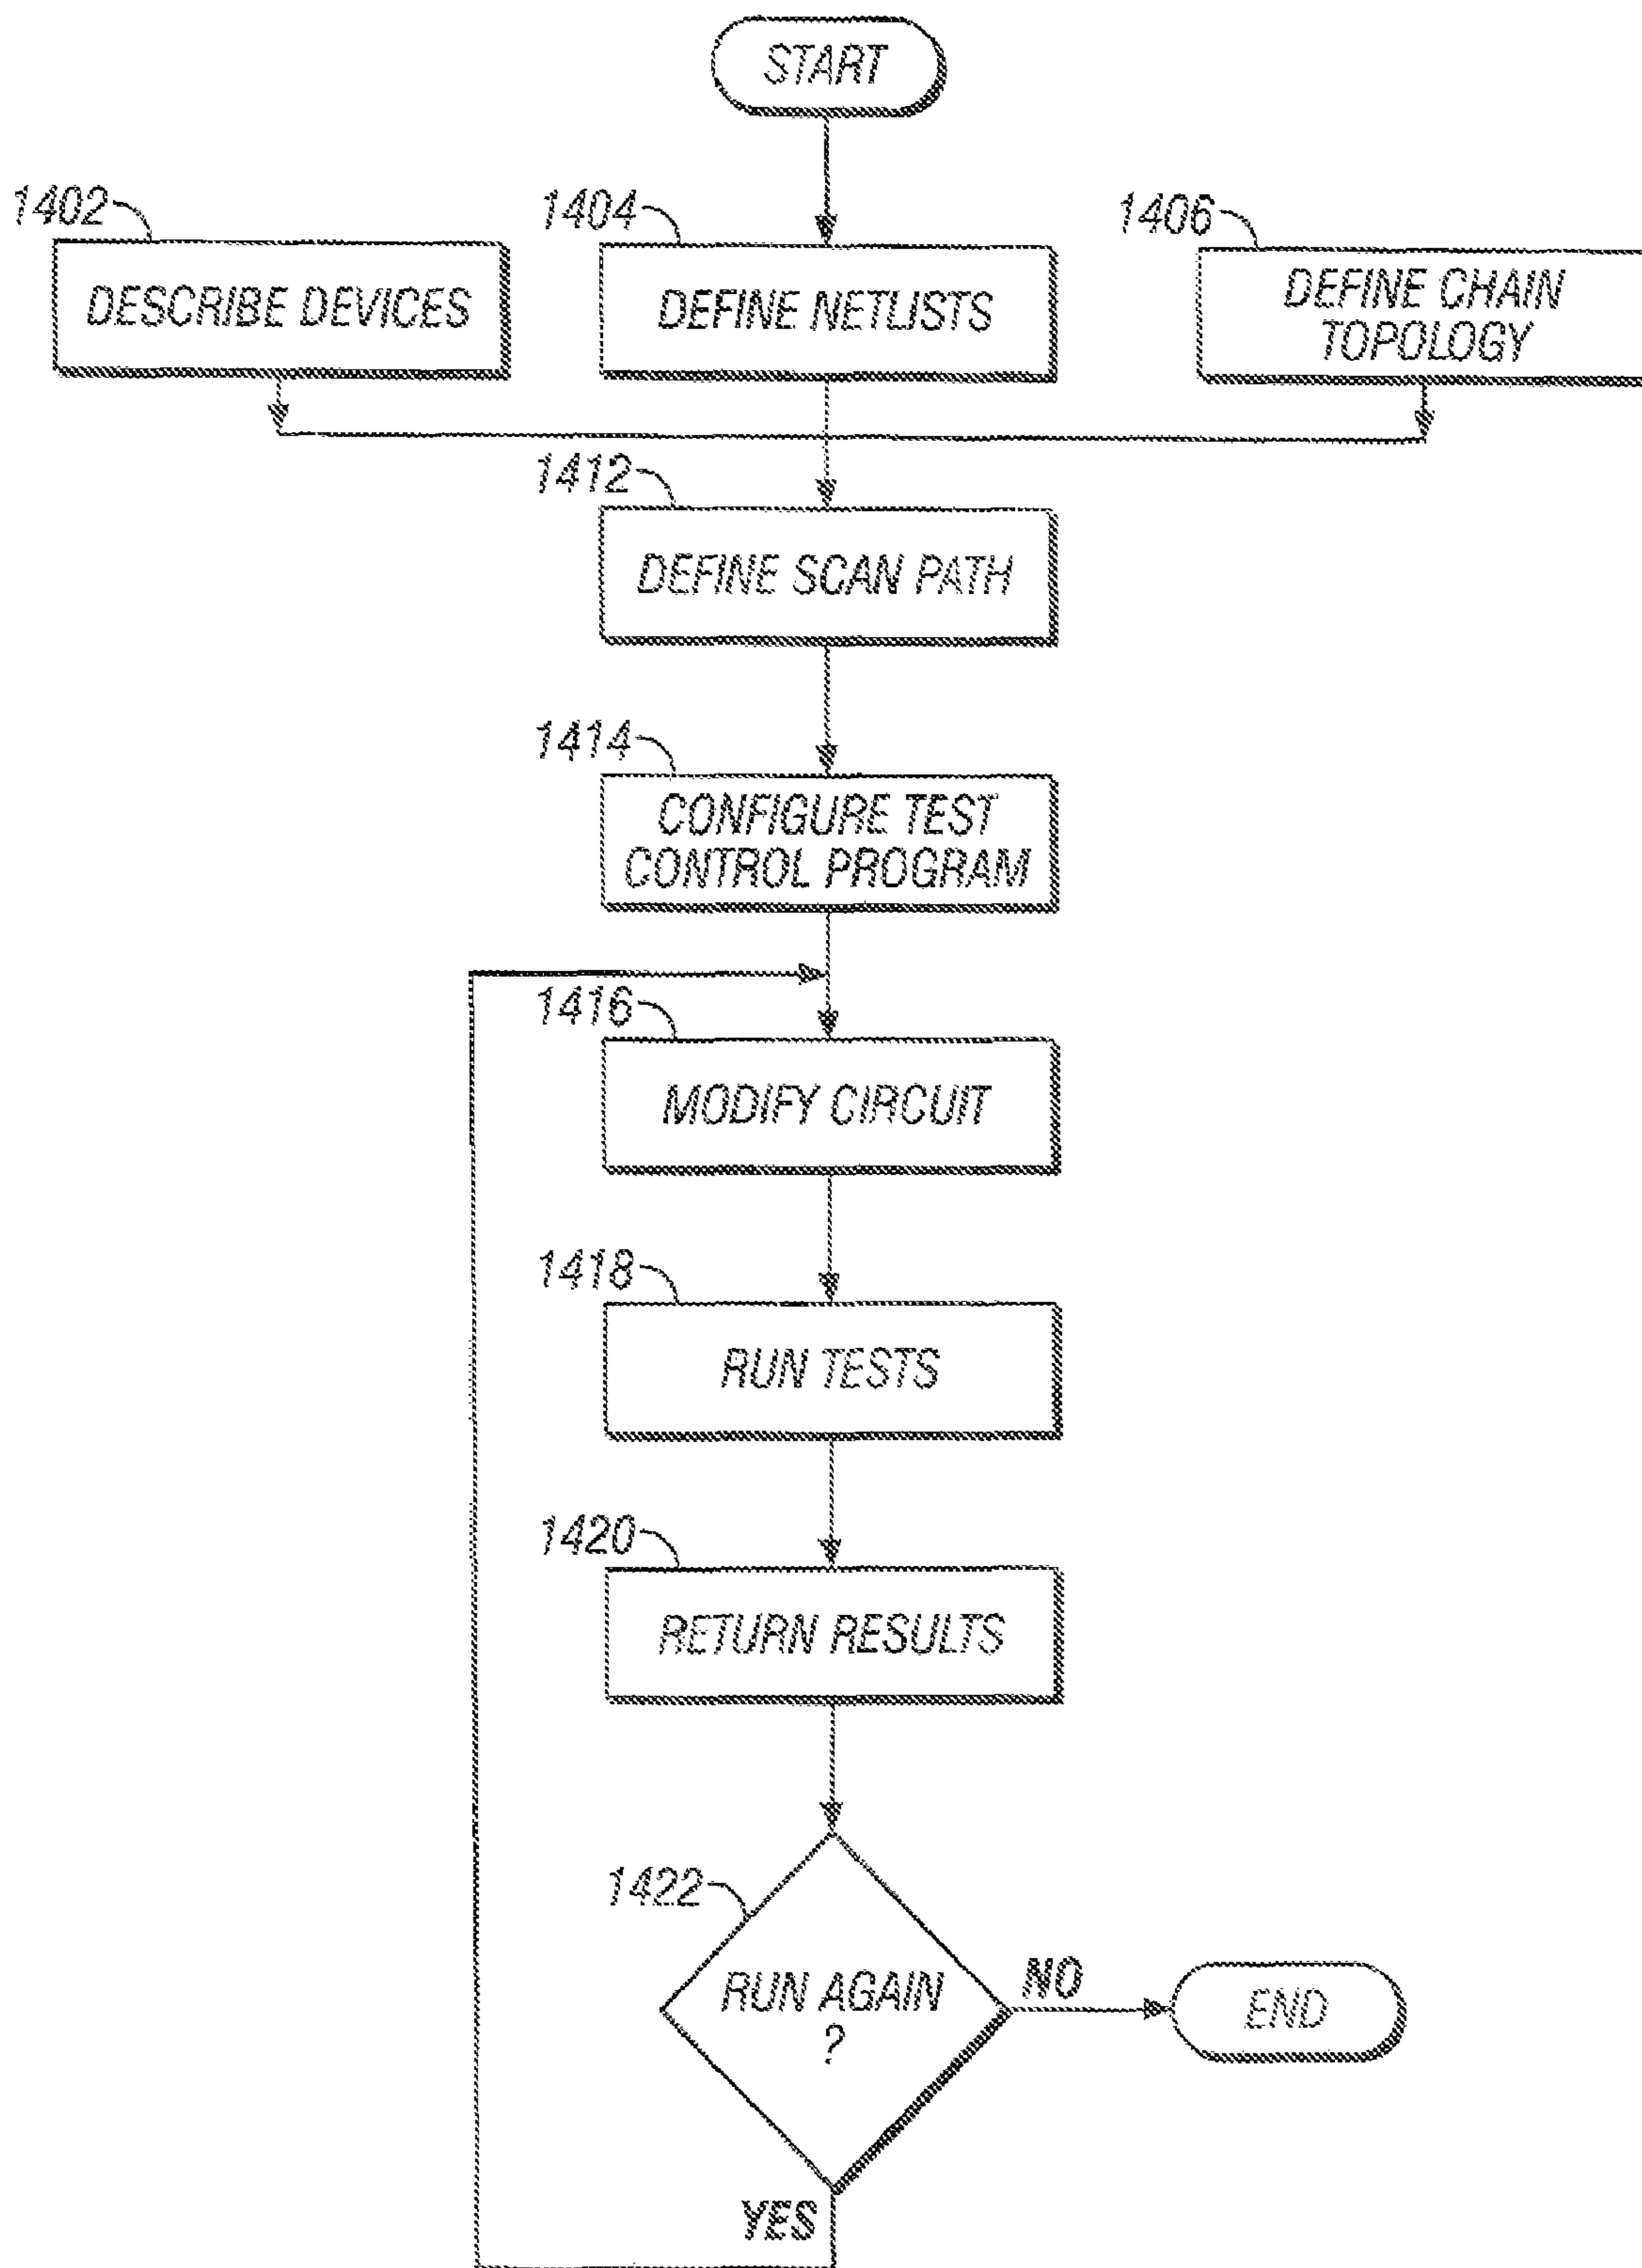 START
1402
1404
1406
DESCRIBE DEVICES
DEFINE NETLISTS
DEFINE CHAIN
TOPOLOGY
1412
DEFINE SCAN PATH
1414
CONFIGURE TEST
CONTROL PROGRAM
1416
MODIFY CIRCUIT
1418
RUN TESTS
1420
RETURN RESULTS
1422
RUN AGAIN
?
NO
END
YES